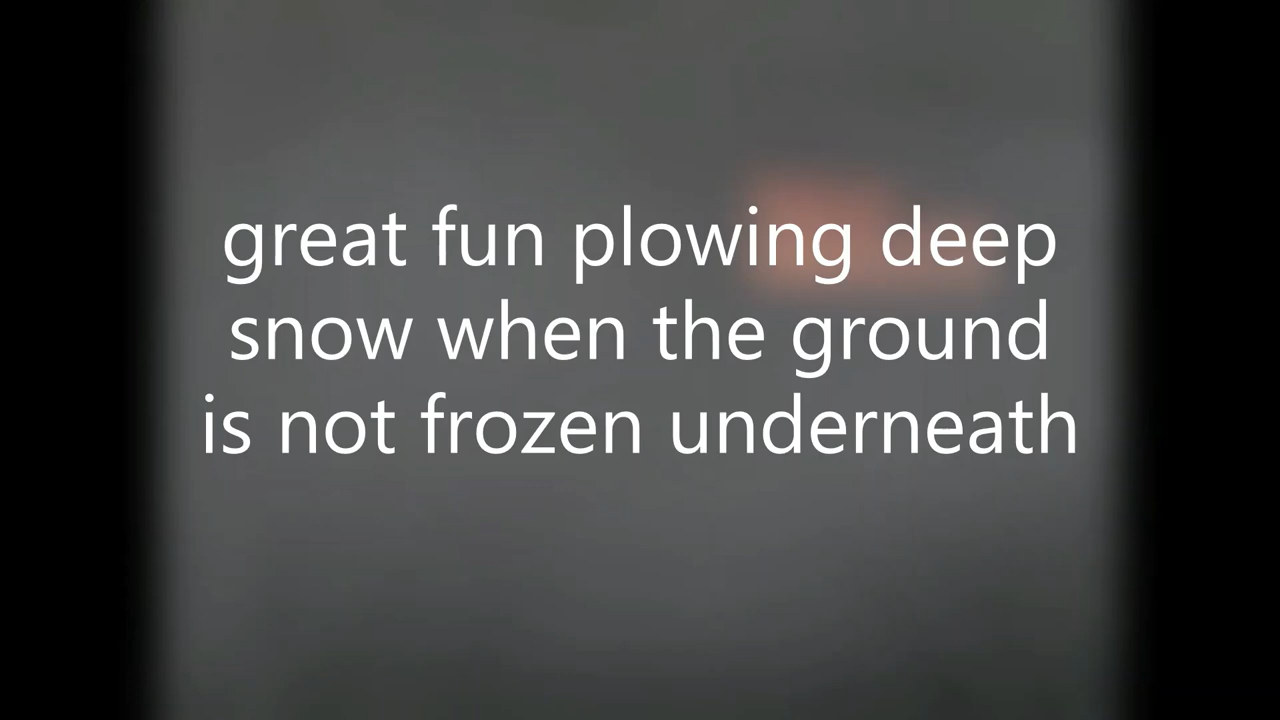 great fun plowing deep
snow when the ground
is not frozen underneath